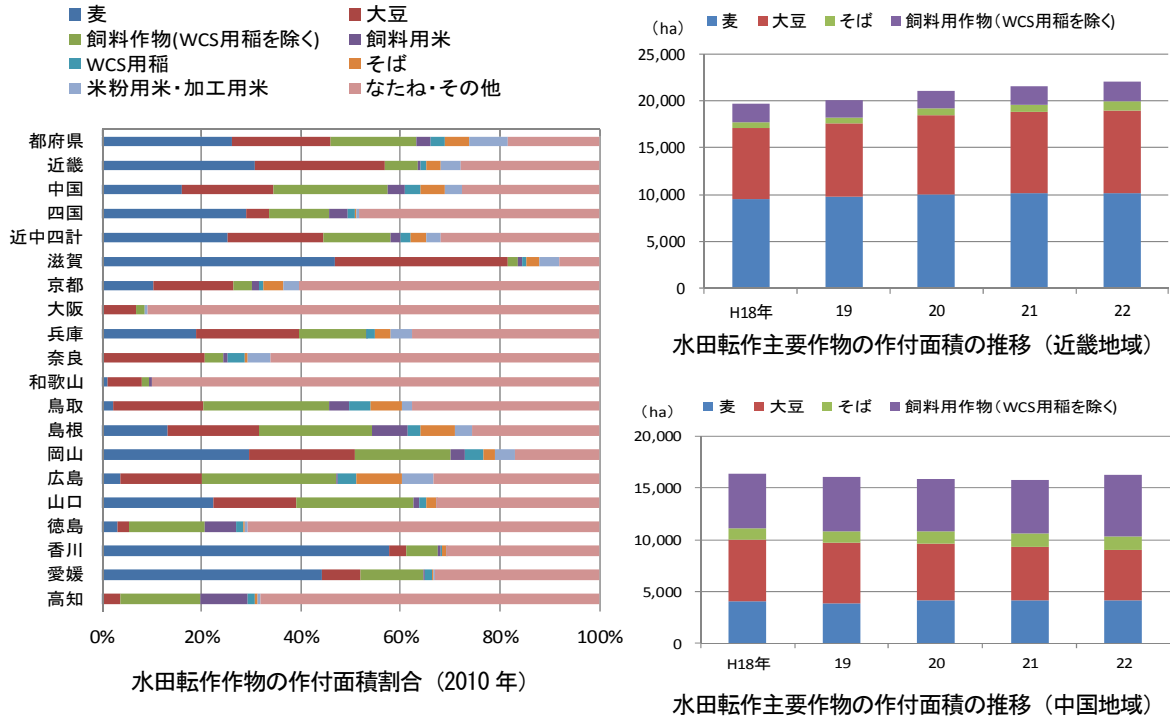 麦 大豆
飼料作物(WCS用稲を除く) 飼料用米
WCS用稲 そば
米粉用米・加工用米 なたね・その他
都府県
近畿
中国
四国
近中四計
滋賀
京都
大阪
兵庫
奈良
和歌山
鳥取
島根
岡山
広島
山口
徳島
香川
愛媛
高知
0% 20% 40% 60% 80% 100%
水田転作作物の作付面積割合（2010 年）
（ha） 麦 大豆 そば 飼料用作物（WCS用稲を除く）
25,000
20,000
15,000
10,000
5,000
0
H18年 19 20 21 22
水田転作主要作物の作付面積の推移（近畿地域）
（ha） 麦 大豆 そば 飼料用作物（WCS用稲を除く）
20,000
15,000
10,000
5,000
0
H18年 19 20 21 22
水田転作主要作物の作付面積の推移（中国地域）